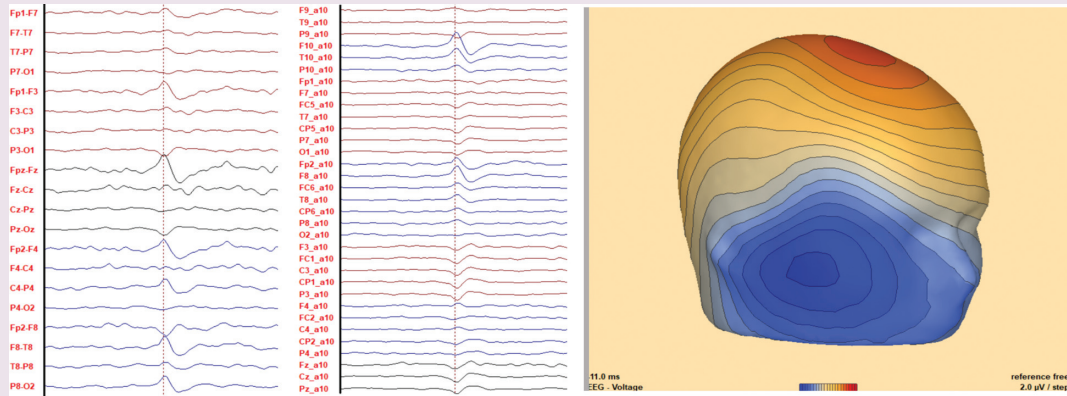 Fp1-F7
F7-T7
T7-P7
P7-O1
Fp1-F3
F3-C3
C3-P3
P3-O1
Fpz-Fz
Fz-Cz
Cz-Pz
Pz-Oz
Fp2-F4
F4-C4
C4-P4
P4-O2
Fp2-F8
F8-T8
T8-P8
P8-O2
F9_a10
T9_a10
P9_a10
F10_a10
T10_a10
P10_a10
Fp1_a10
F7_a10
FC5_a10
T7_a10
CP5_a10
P7_a10
O1_a10
Fp2_a10
F8_a10
FC6_a10
T8_a10
CP6_a10
P8_a10
O2_a10
F3_a10
FC1_a10
C3_a10
CP1_a10
P3_a10
F4_a10
FC2_a10
C4_a10
CP2_a10
P4_a10
Fz_a10
Cz_a10
Pz_a10
11.0 ms
EEG - Voltage
reference free
2.0 µV / step